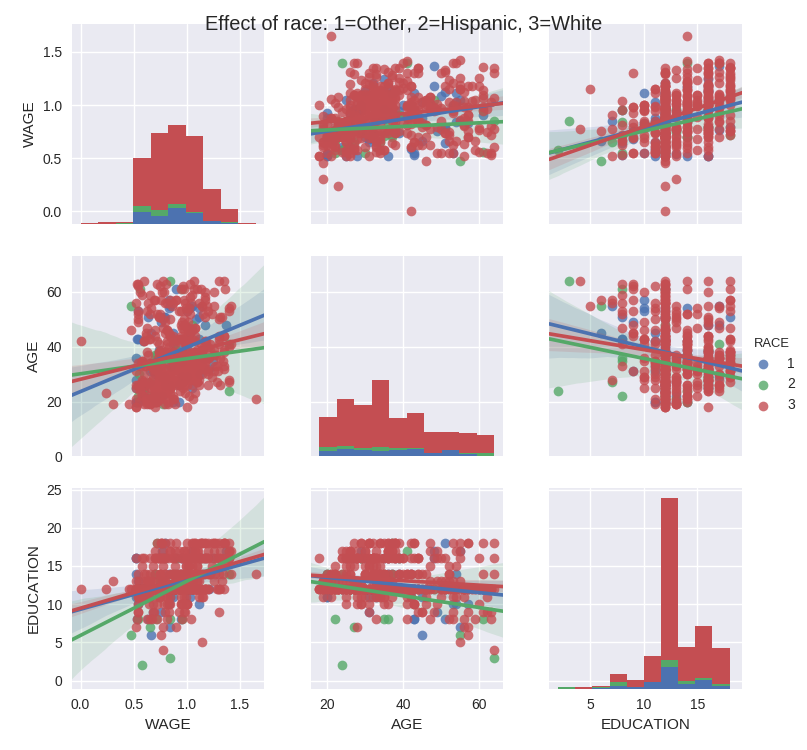 Effect of race: 1=Other, 2=Hispanic, 3=White
1.5
1.0
0.5
0.0
WAGE
60
40
20
0
AGE
RACE
1
2
3
25
20
15
10
5
0
EDUCATION
0.0 0.5 1.0 1.5
WAGE
20 40 60
AGE
5 10 15
EDUCATION